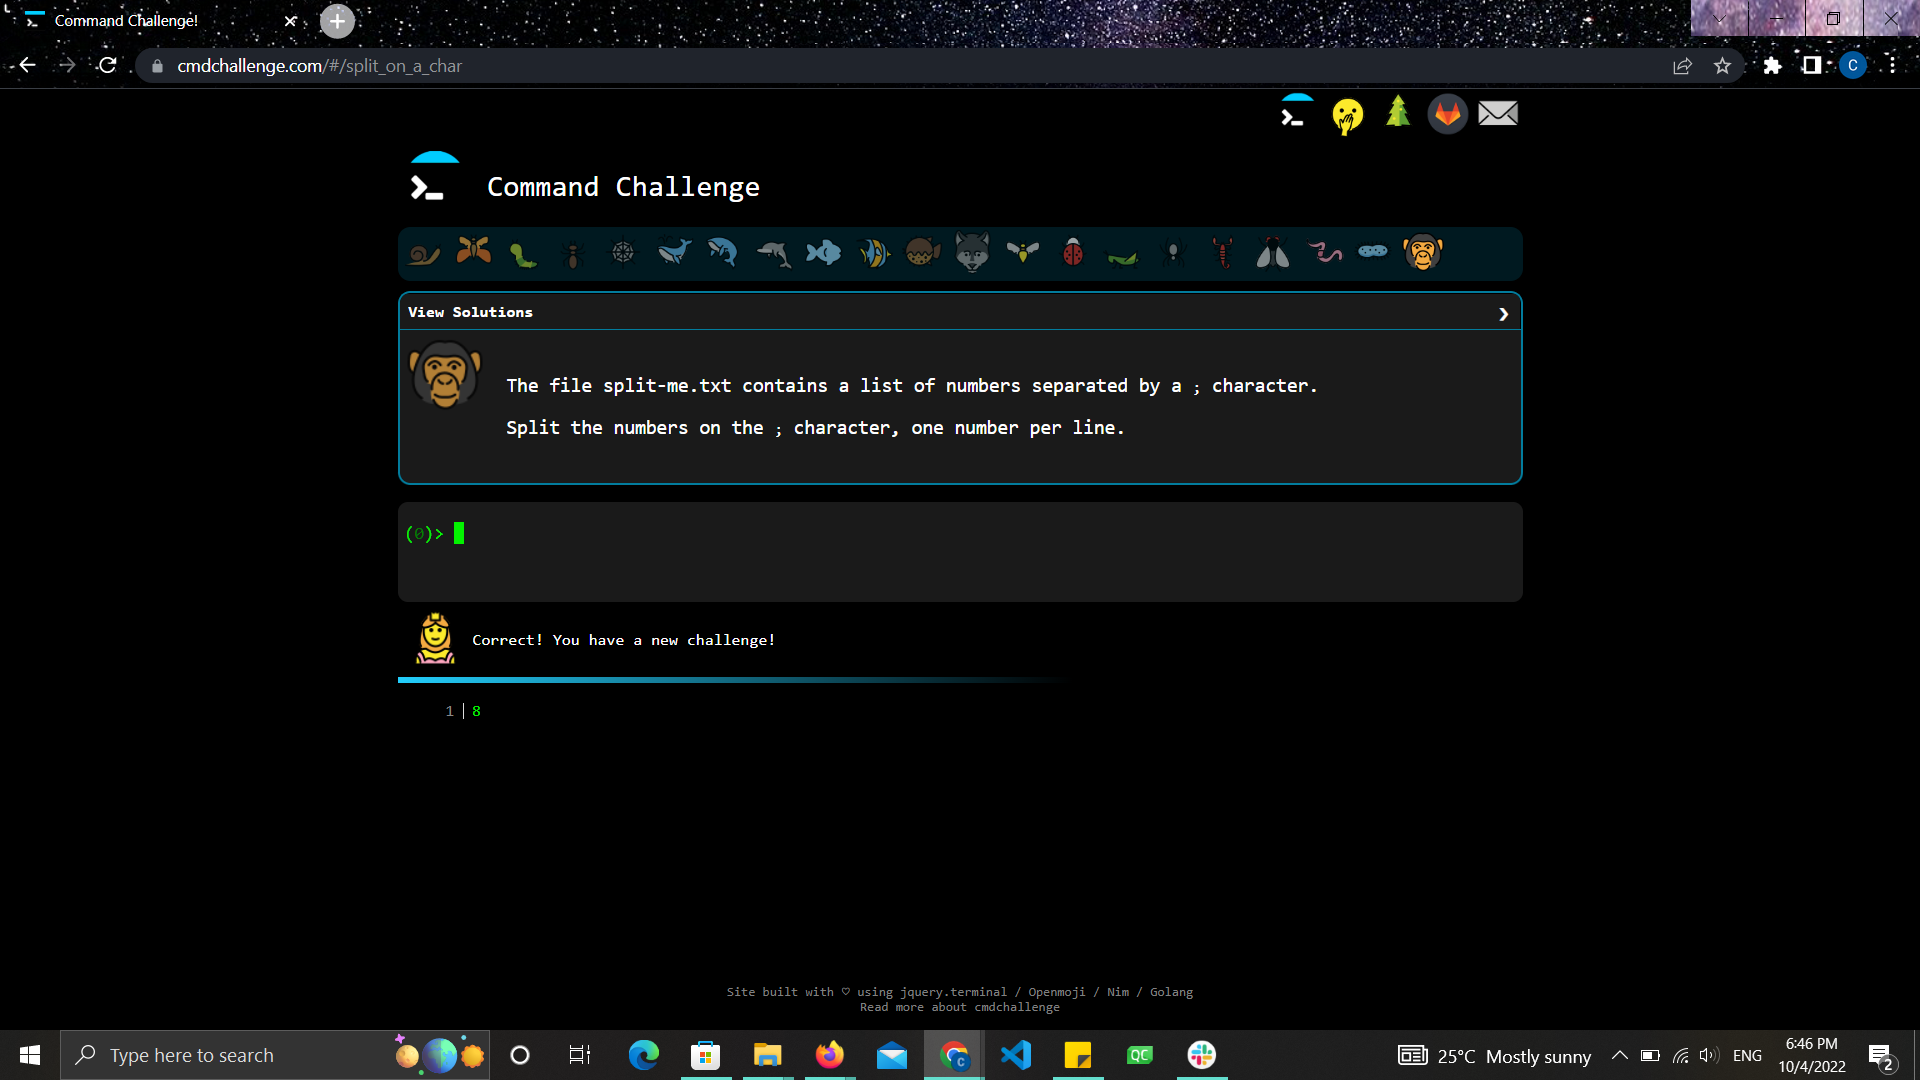 Command Challenge!
cmdchallenge.com/#/split_on_a_char
C
Command Challenge
View Solutions
The file split-me.txt contains a list of numbers separated by a ; character.
Split the numbers on the ; character, one number per line.
(0)>
Correct! You have a new challenge!
1 | 8
Site built with ♡ using jquery.terminal / Openmoji / Nim / Golang
Read more about cmdchallenge
Type here to search
C
QC
25°C Mostly sunny
ENG
6:46 PM
10/4/2022
2